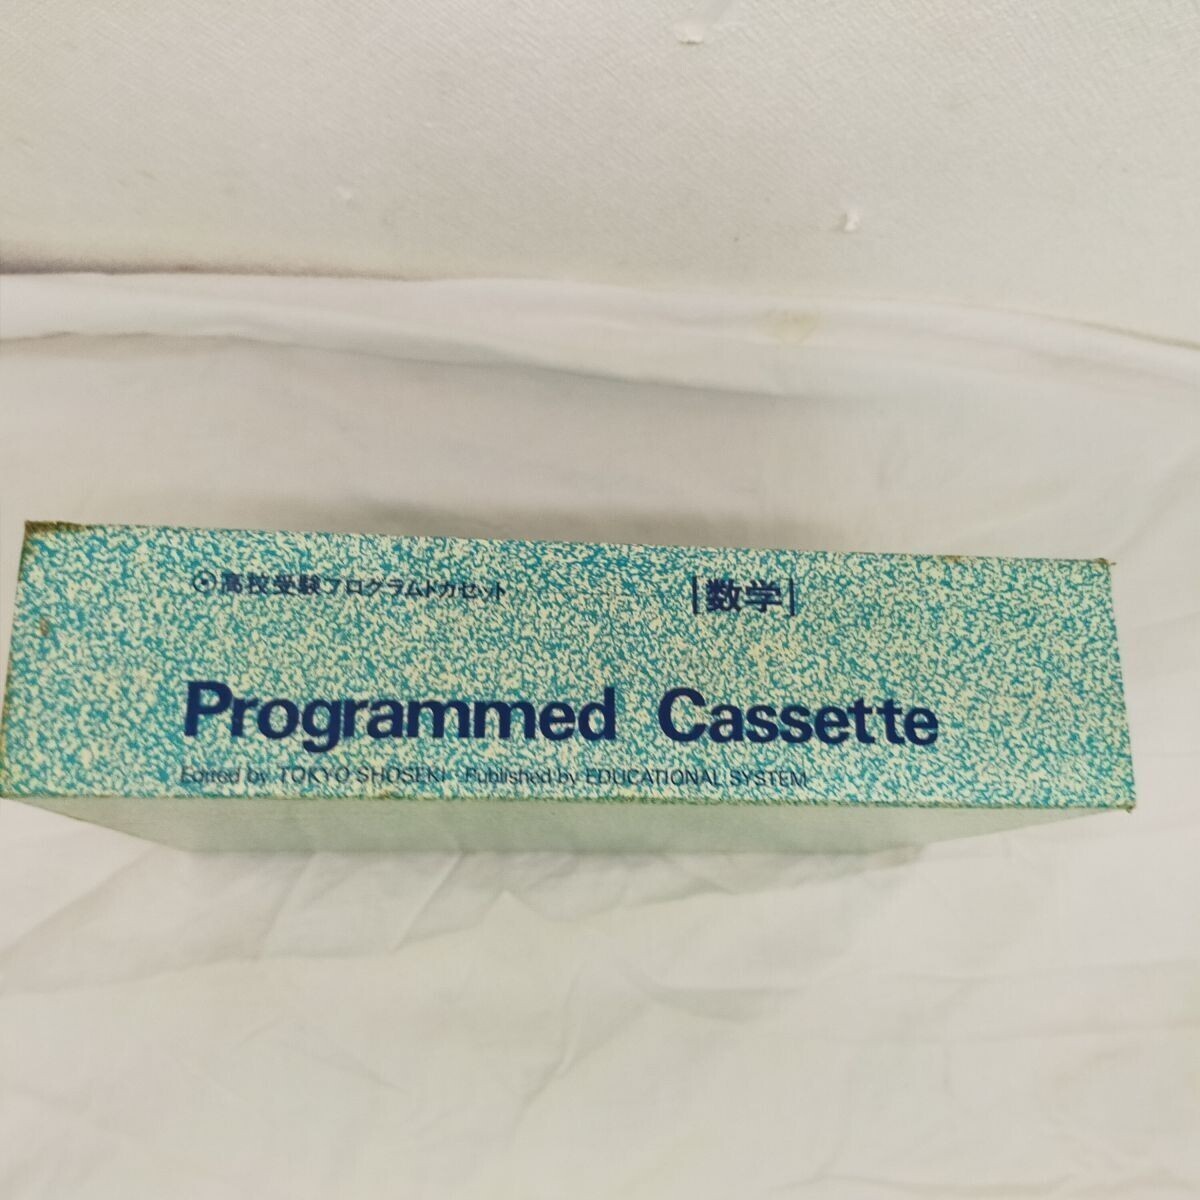 ⊙高校受験プログラムドカセット [数学]
Programmed Cassette
Edited by TOKYO SHOSEKI · Published by EDUCATIONAL SYSTEM